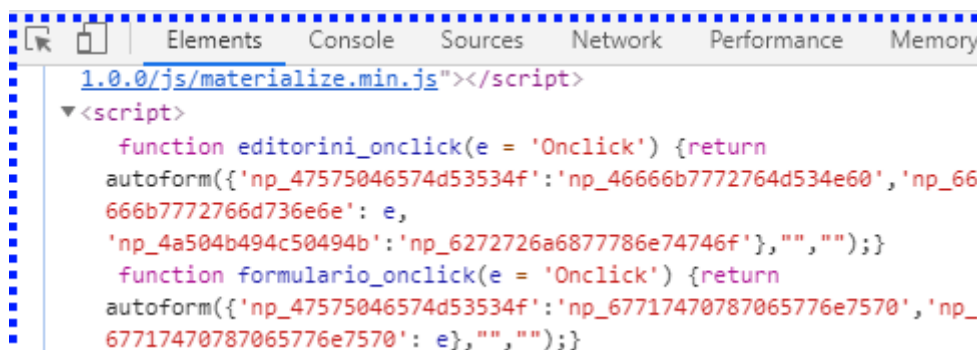 Elements Console Sources Network Performance Memory
1.0.0/js/materialize.min.js"></script>
▼<script>
function editorini_onclick(e = 'Onclick') {return
autoform({'np_47575046574d53534f':'np_46666b7772764d534e60','np_66
666b7772766d736e6e': e,
'np_4a504b494c50494b':'np_6272726a6877786e74746f'},"","");}
function formulario_onclick(e = 'Onclick') {return
autoform({'np_47575046574d53534f':'np_67717470787065776e7570','np_
67717470787065776e7570': e},"","");}